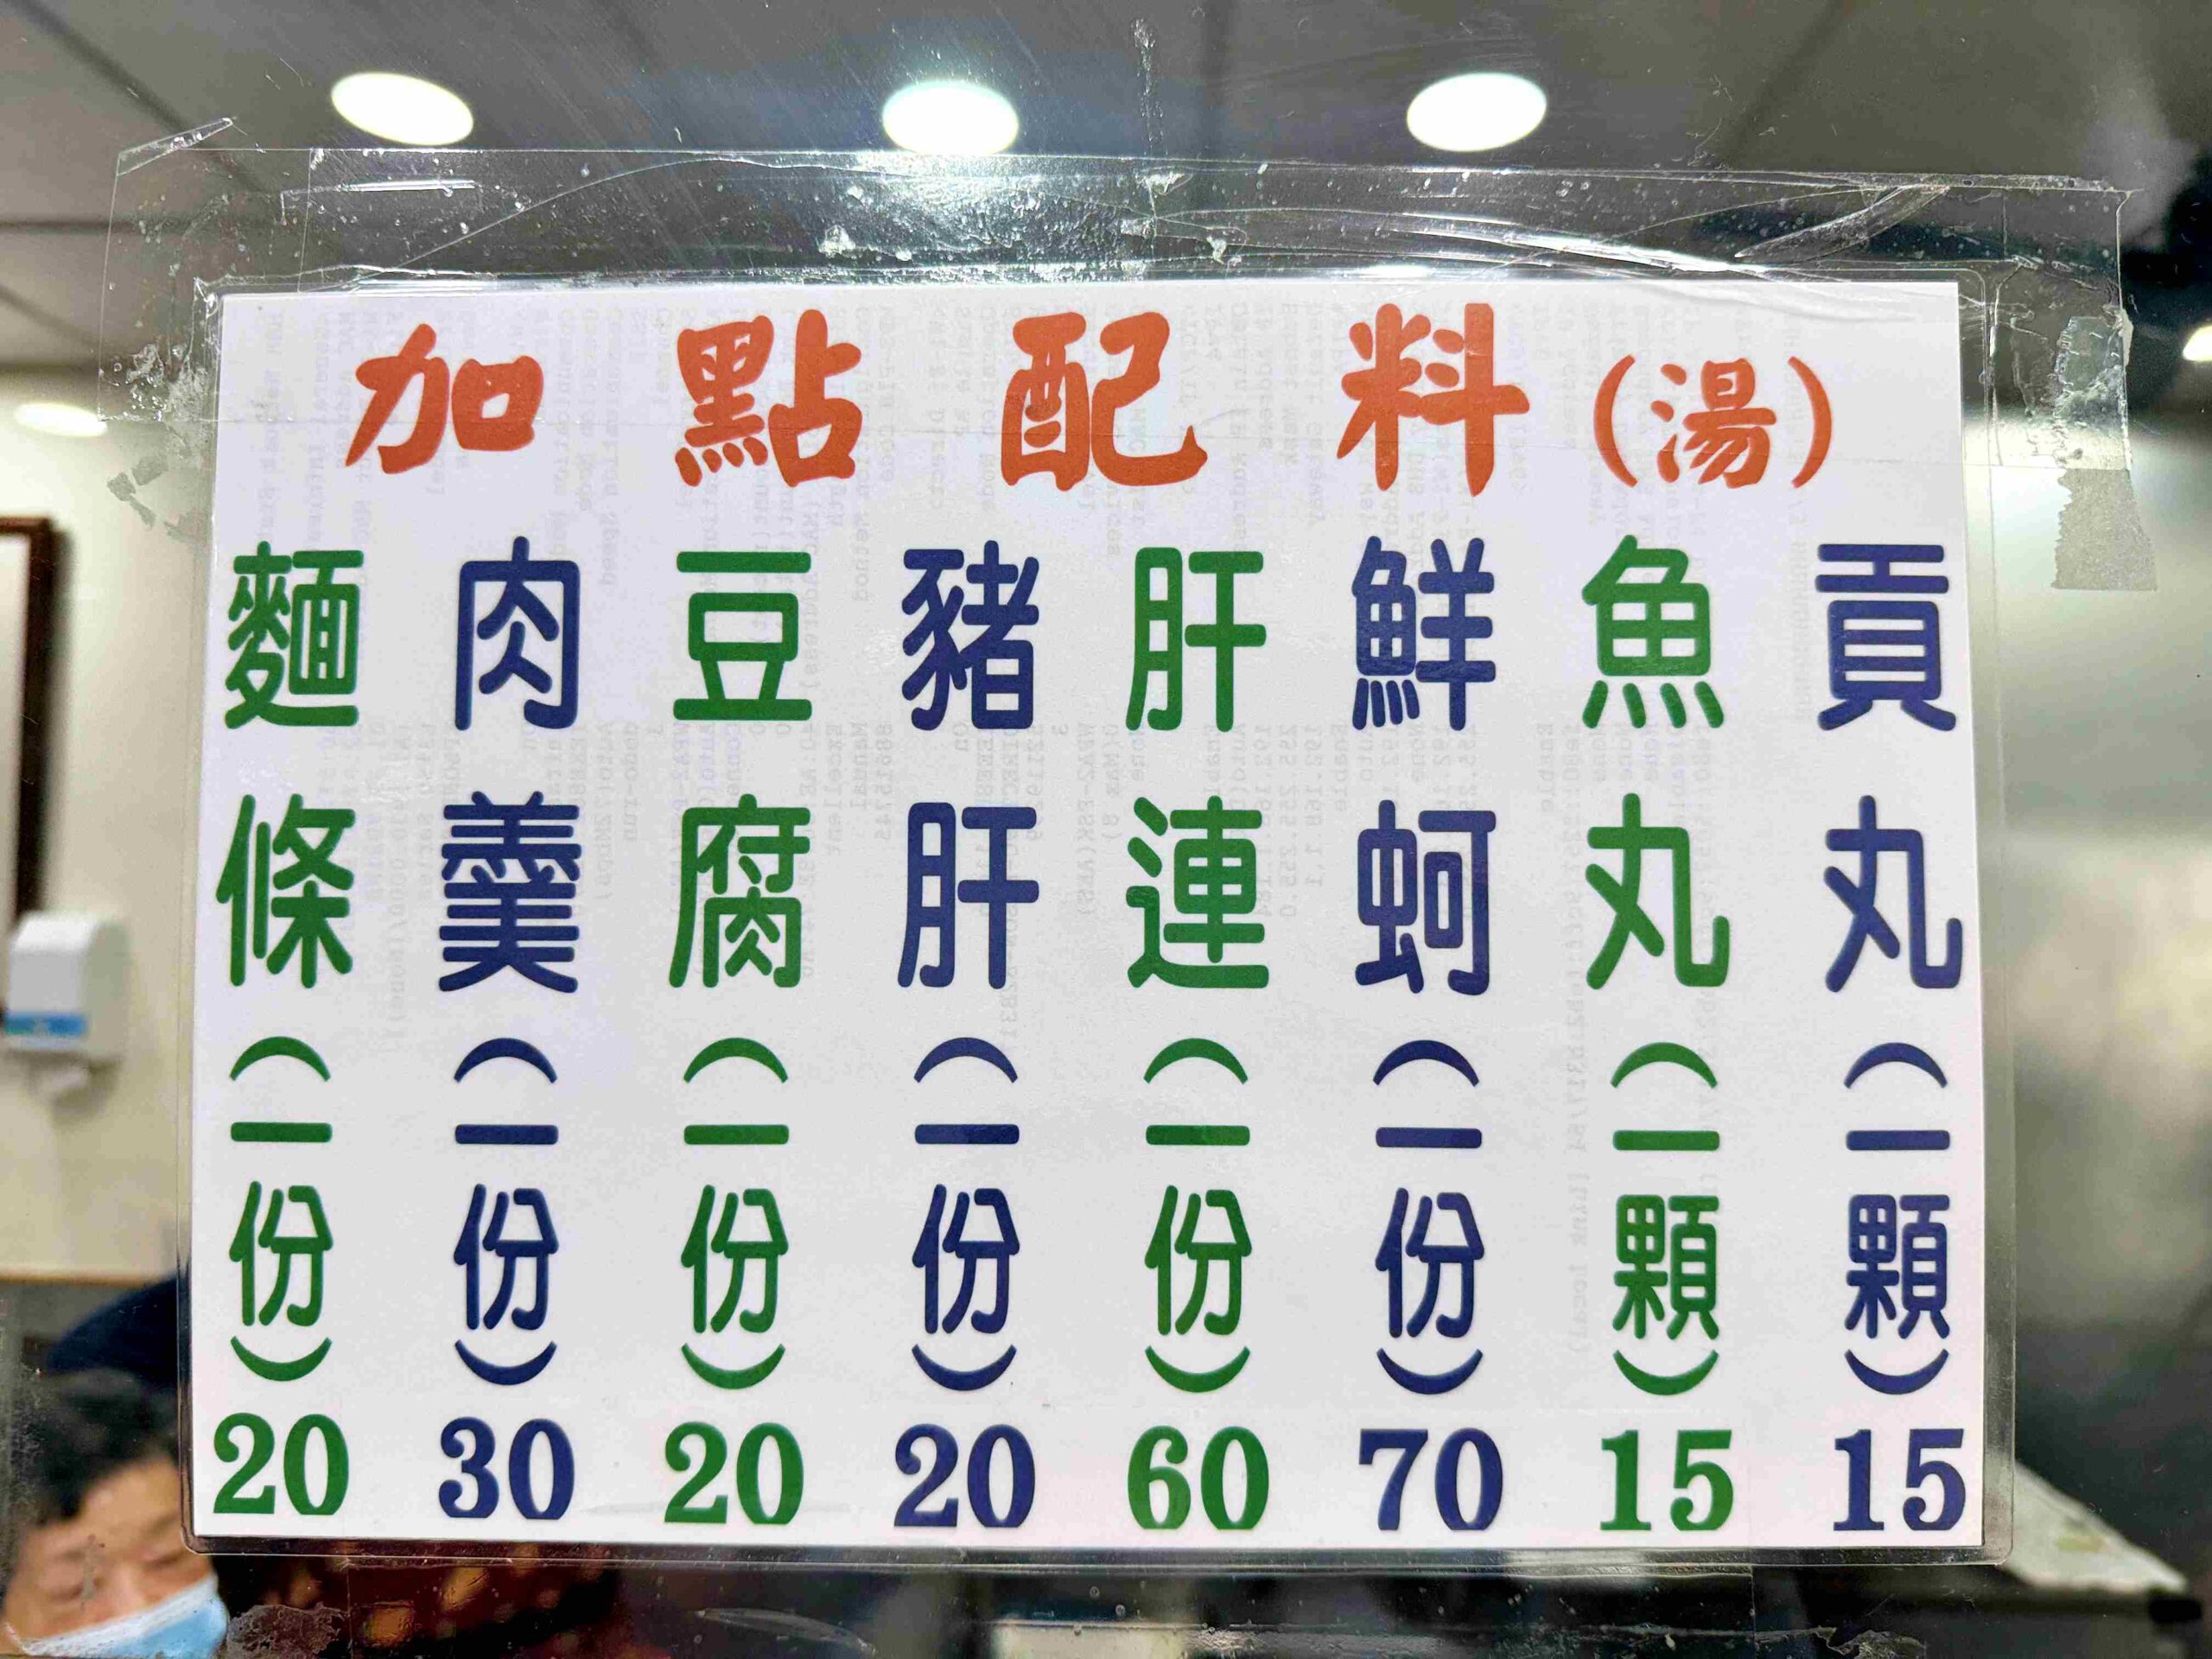 加點配料(湯)
貢丸(一顆)15
魚丸(一顆)15
鮮蚵(一份)70
肝連(一份)60
豬肝(一份)20
豆腐(一份)20
肉羹(一份)30
麵條(一份)20